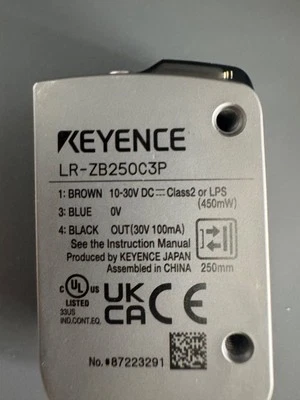 KEYENCE
LR-ZB250C3P
1: BROWN 10-30V DC ⎓ Class2 or LPS
(450mW)
3: BLUE 0V
4: BLACK OUT(30V 100mA)
See the Instruction Manual
Produced by KEYENCE JAPAN
Assembled in CHINA 250mm
C UL US
LISTED
33US
IND.CONT.EQ.
UK
CA
CE
No.*87223291